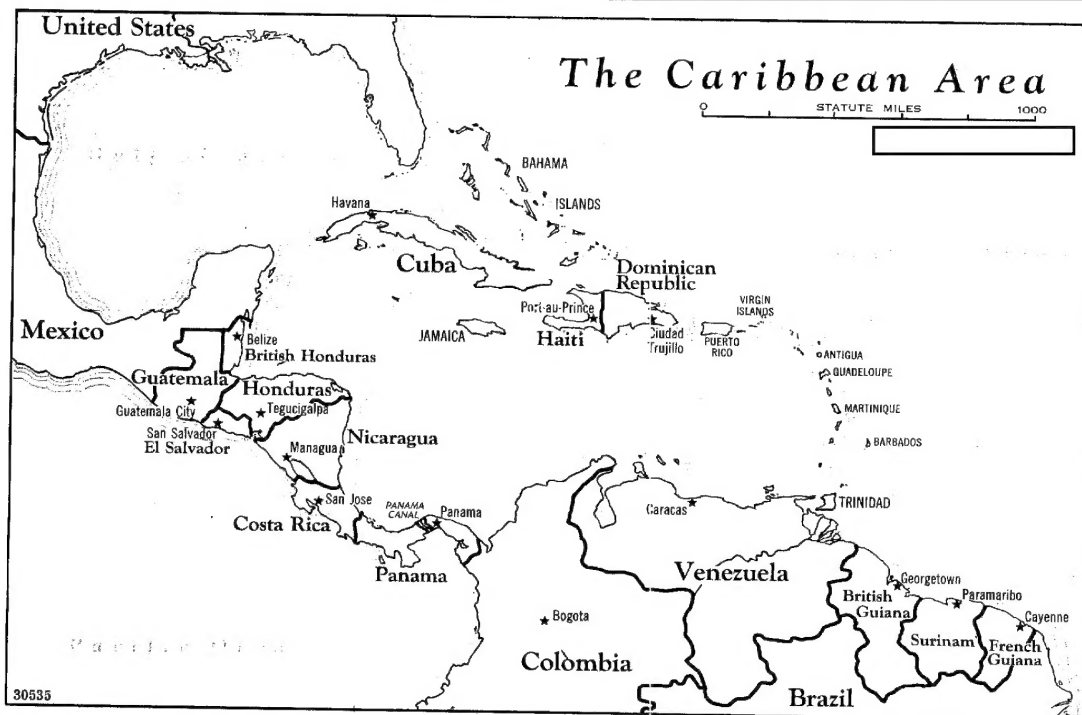 United States
The Caribbean Area
0 STATUTE MILES 1000
BAHAMA
ISLANDS
Havana
Cuba
Dominican
Republic
Port-au-Prince
Haiti
Ciudad
Trujillo
VIRGIN
ISLANDS
PUERTO
RICO
JAMAICA
Mexico
Belize
British Honduras
ANTIGUA
GUADELOUPE
MARTINIQUE
BARBADOS
Guatemala
Guatemala City
Honduras
Tegucigalpa
San Salvador
El Salvador
Nicaragua
Managua
San Jose
Costa Rica
PANAMA
CANAL
Panama
Panama
Caracas
TRINIDAD
Venezuela
Georgetown
British
Guiana
Paramaribo
Surinam
Cayenne
French
Guiana
Bogota
Colombia
Brazil
30535